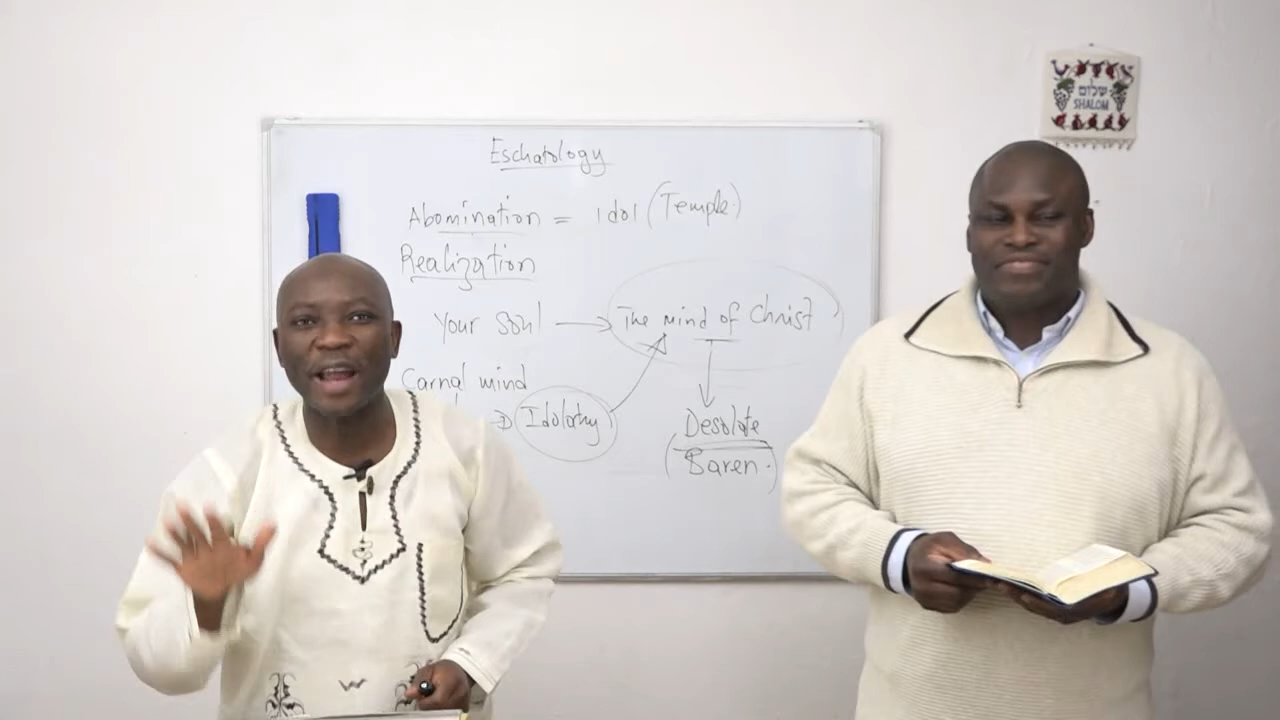 Eschatology
Abomination = Idol (Temple.)
Realization
Your soul → The mind of Christ
Carnal mind
Idolatry
Desolate
(Baren.)
שלום
SHALOM